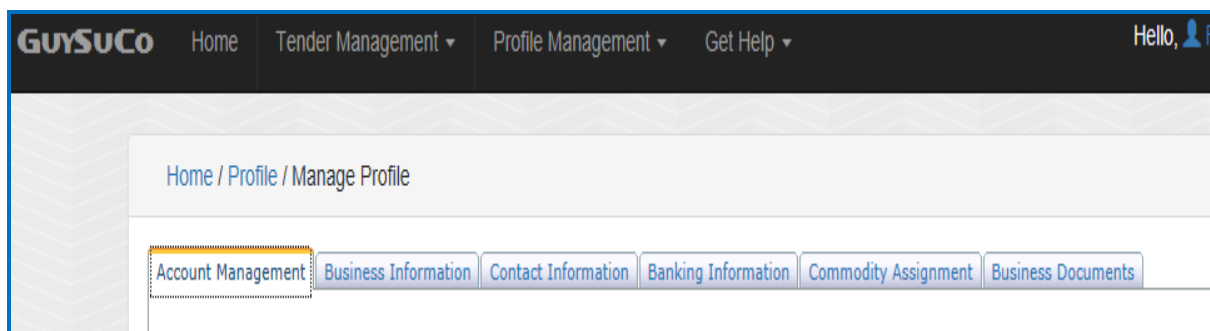 GUYSUCO Home Tender Management Profile Management Get Help Hello,
Home / Profile / Manage Profile
Account Management Business Information Contact Information Banking Information Commodity Assignment Business Documents